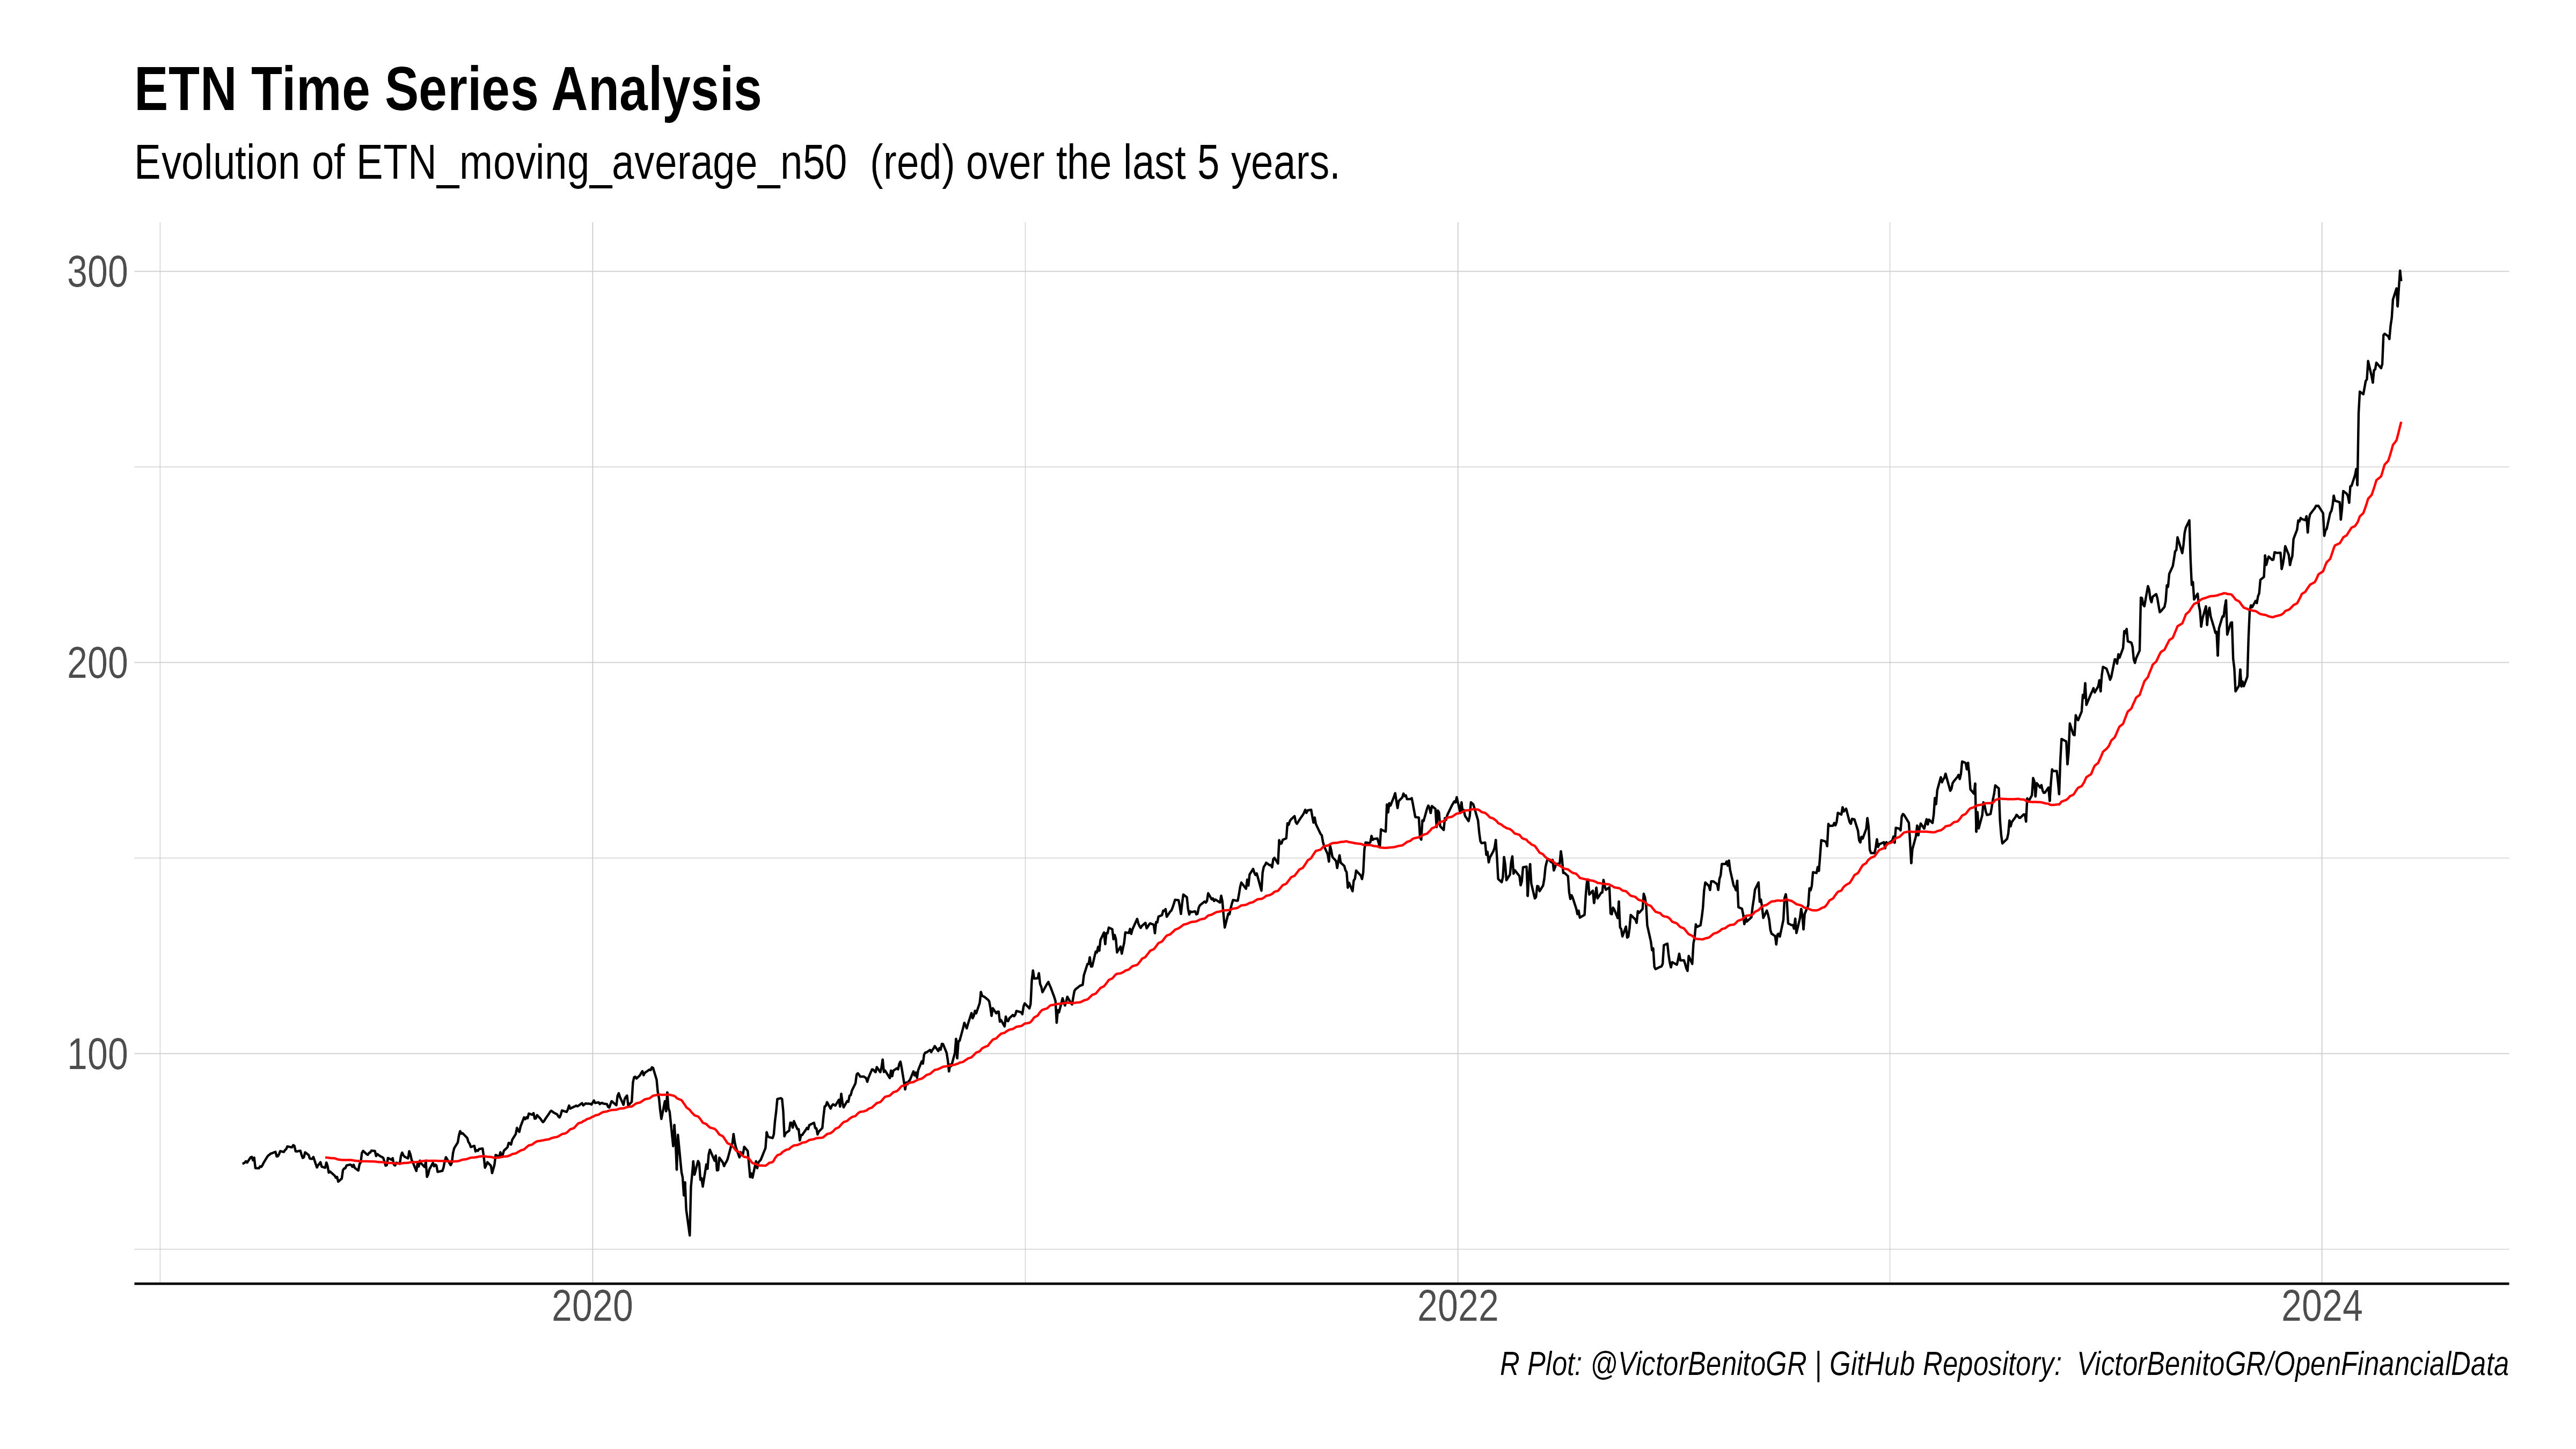 ETN Time Series Analysis
Evolution of ETN_moving_average_n50  (red) over the last 5 years.
300
200
100
2020 2022 2024
R Plot: @VictorBenitoGR | GitHub Repository:  VictorBenitoGR/OpenFinancialData